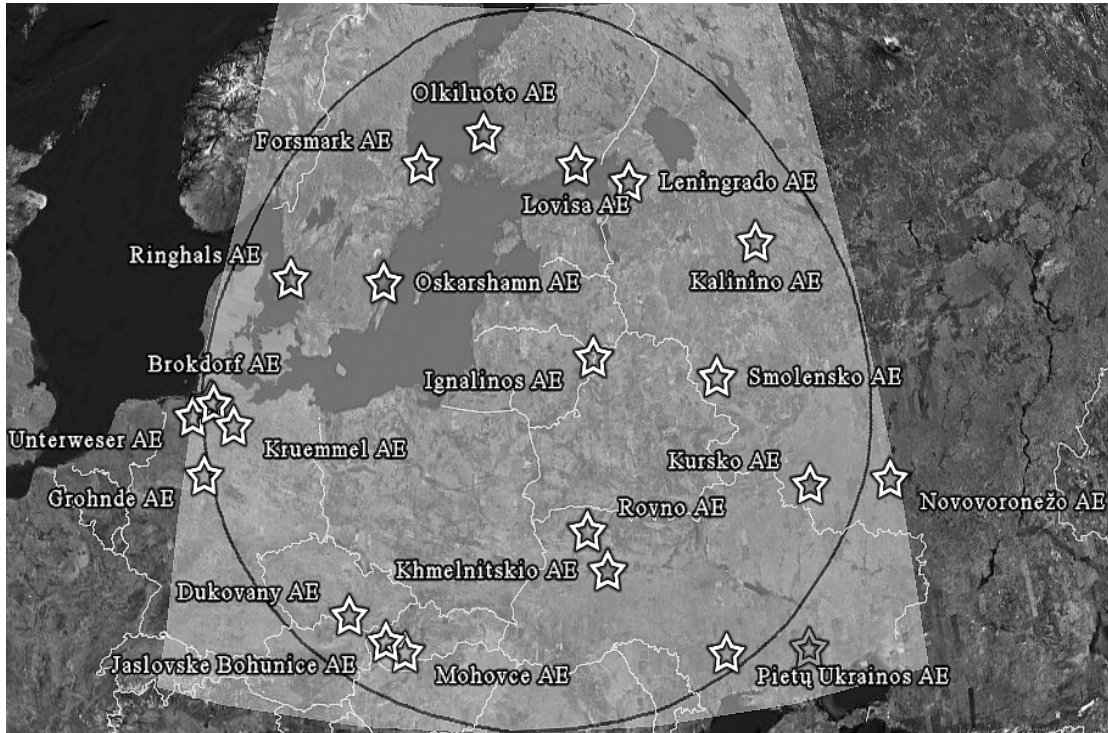 Olkiluoto AE
Forsmark AE
Leningrado AE
Lovisa AE
Ringhals AE
Oskarshamn AE
Kalinino AE
Brokdorf AE
Ignalinos AE
Smolensko AE
Unterweser AE
Kruemmel AE
Kursko AE
Grohnde AE
Novovoronežo AE
Rovno AE
Khmelnitskio AE
Dukovany AE
Jaslovske Bohunice AE
Mohovce AE
Pietų Ukrainos AE